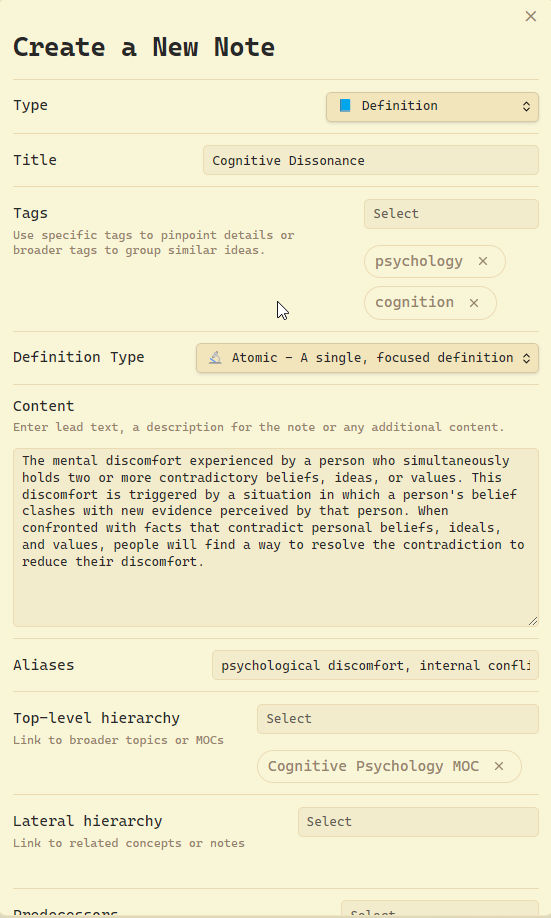 Create a New Note
Type
Definition
Title
Cognitive Dissonance
Tags
Select
Use specific tags to pinpoint details or
broader tags to group similar ideas.
psychology
cognition
Definition Type
Atomic - A single, focused definition
Content
Enter lead text, a description for the note or any additional content.
The mental discomfort experienced by a person who simultaneously
holds two or more contradictory beliefs, ideas, or values. This
discomfort is triggered by a situation in which a person's belief
clashes with new evidence perceived by that person. When
confronted with facts that contradict personal beliefs, ideals,
and values, people will find a way to resolve the contradiction to
reduce their discomfort.
Aliases
psychological discomfort, internal confli
Top-level hierarchy
Select
Link to broader topics or MOCs
Cognitive Psychology MOC
Lateral hierarchy
Select
Link to related concepts or notes
Predecessors
Select